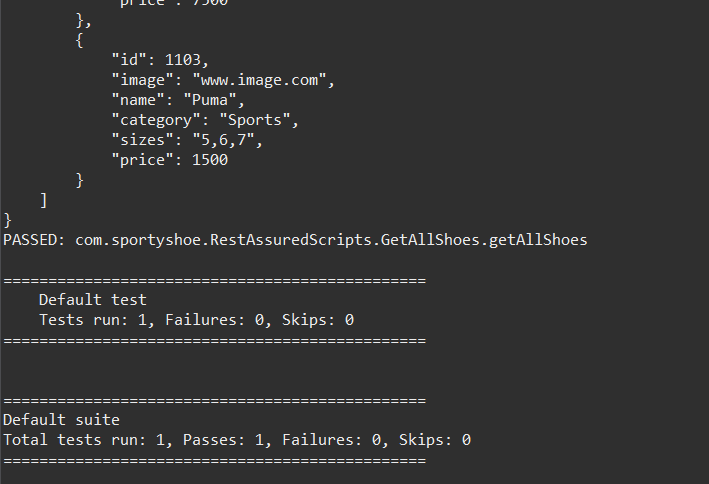 "price": 7500
        },
        {
            "id": 1103,
            "image": "www.image.com",
            "name": "Puma",
            "category": "Sports",
            "sizes": "5,6,7",
            "price": 1500
        }
    ]
}
PASSED: com.sportyshoe.RestAssuredScripts.GetAllShoes.getAllShoes
===============================================
    Default test
    Tests run: 1, Failures: 0, Skips: 0
===============================================
===============================================
Default suite
Total tests run: 1, Passes: 1, Failures: 0, Skips: 0
===============================================